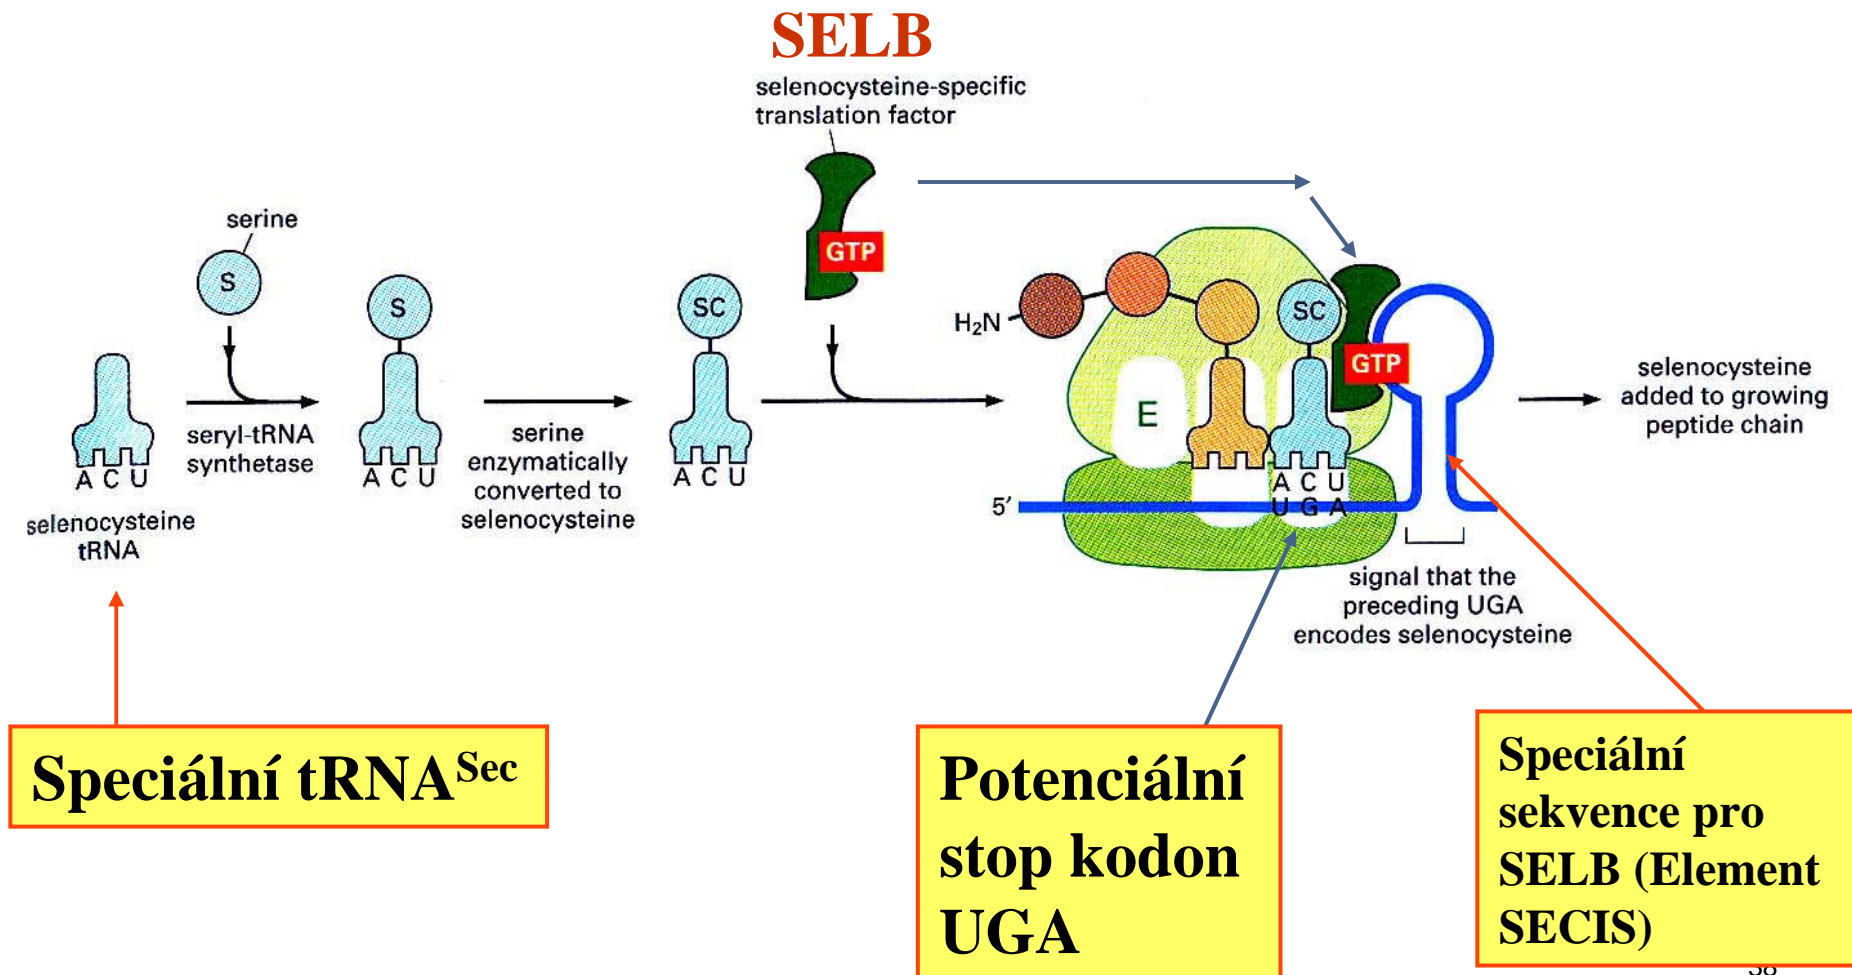 SELB
selenocysteine-specific
translation factor
GTP
serine
S
S
SC
seryl-tRNA
synthetase
serine
enzymatically
converted to
selenocysteine
A C U
A C U
A C U
selenocysteine
tRNA
H₂N
SC
GTP
E
A C U
U G A
5'
selenocysteine
added to growing
peptide chain
signal that the
preceding UGA
encodes selenocysteine
Speciální tRNA^Sec
Potenciální
stop kodon
UGA
Speciální
sekvence pro
SELB (Element
SECIS)